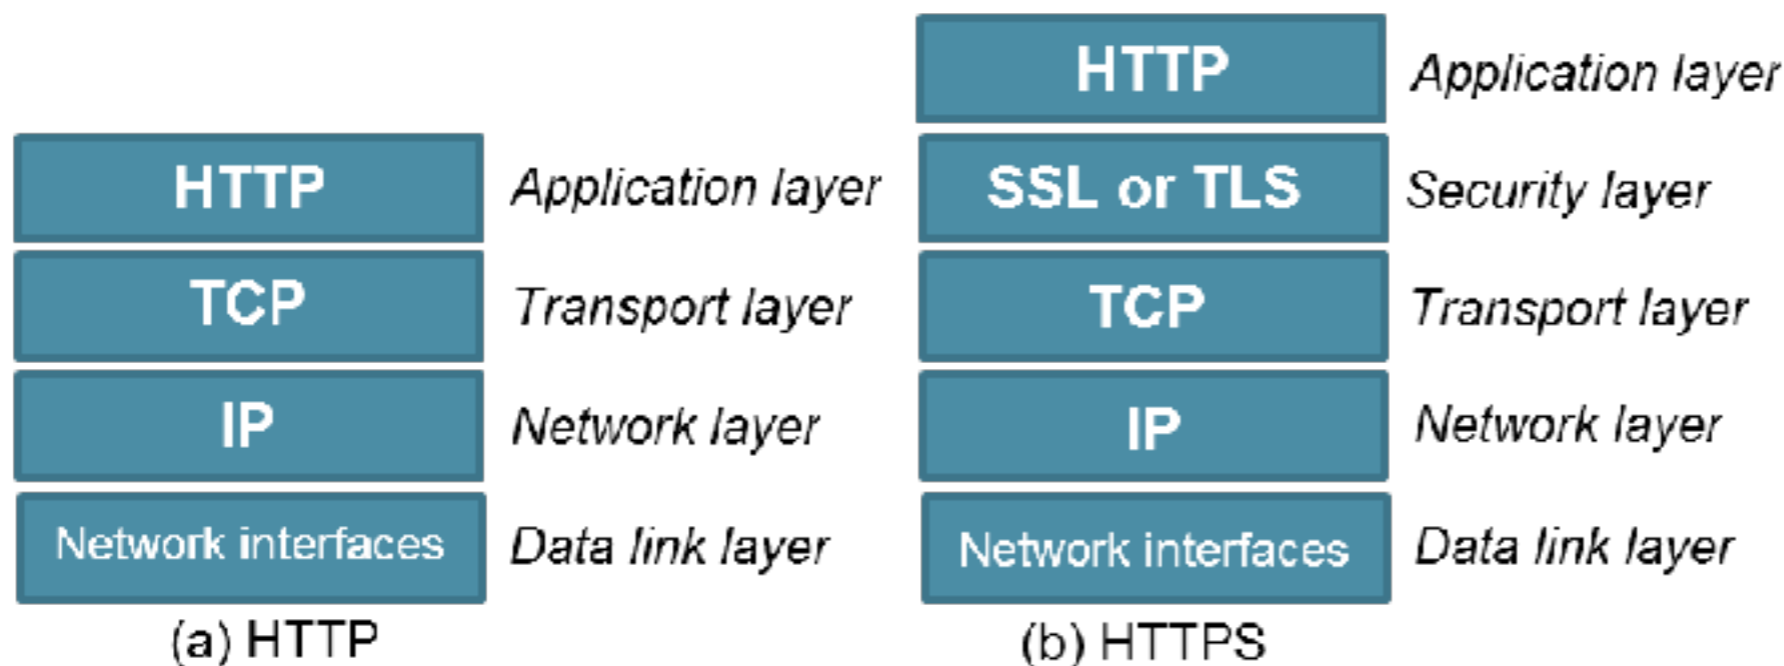 HTTP Application layer
TCP Transport layer
IP Network layer
Network interfaces Data link layer
(a) HTTP
HTTP Application layer
SSL or TLS Security layer
TCP Transport layer
IP Network layer
Network interfaces Data link layer
(b) HTTPS